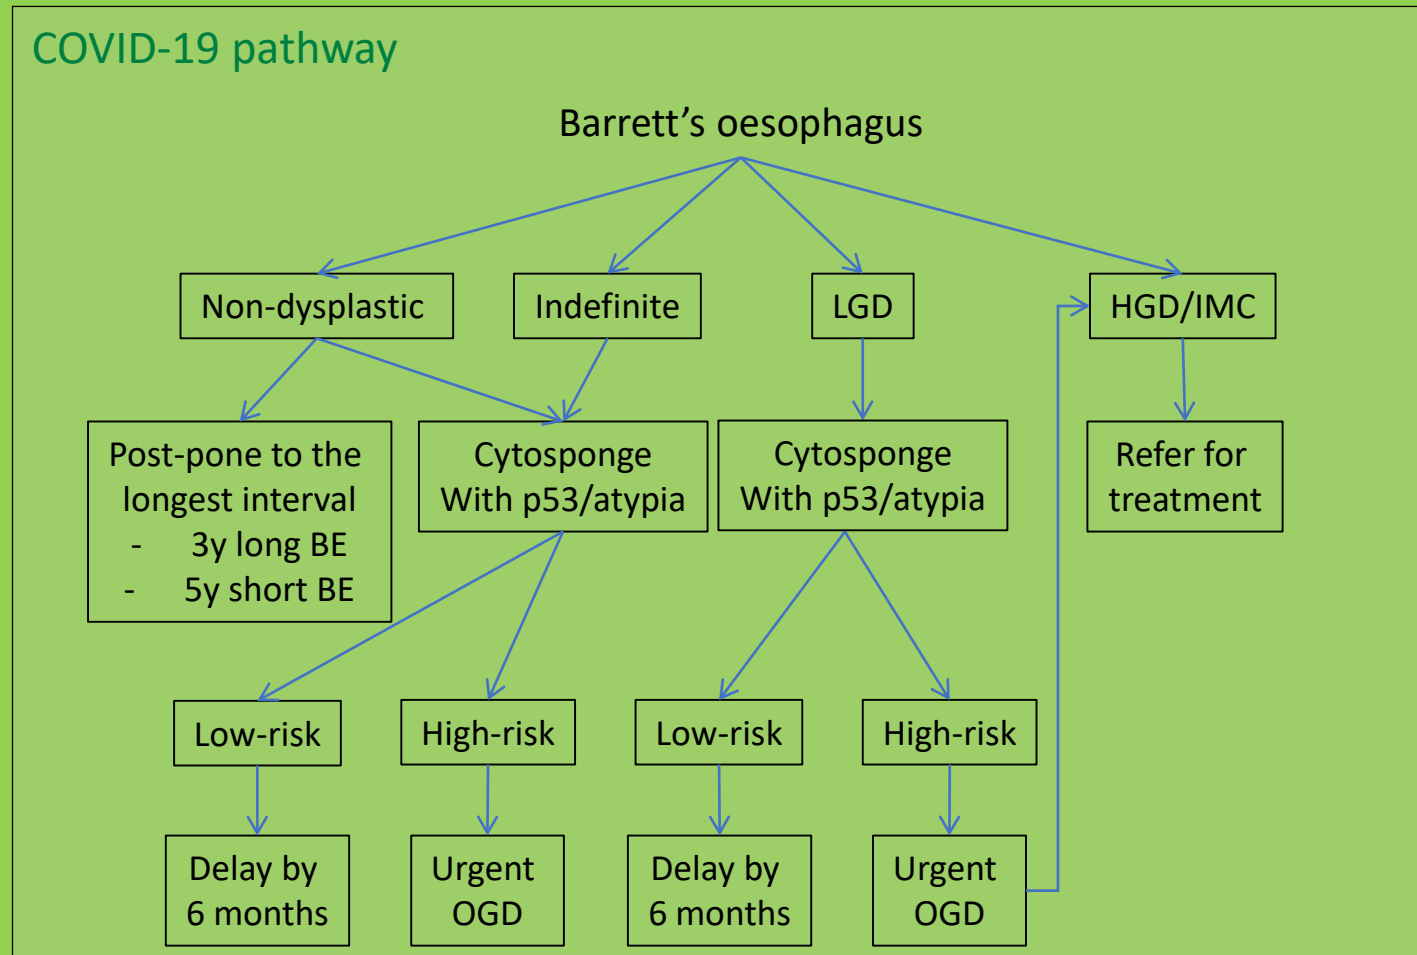 COVID-19 pathway
Barrett’s oesophagus
Non-dysplastic
Indefinite
LGD
HGD/IMC
Post-pone to the
longest interval
- 3y long BE
- 5y short BE
Cytosponge
With p53/atypia
Cytosponge
With p53/atypia
Refer for
treatment
Low-risk
High-risk
Low-risk
High-risk
Delay by
6 months
Urgent
OGD
Delay by
6 months
Urgent
OGD